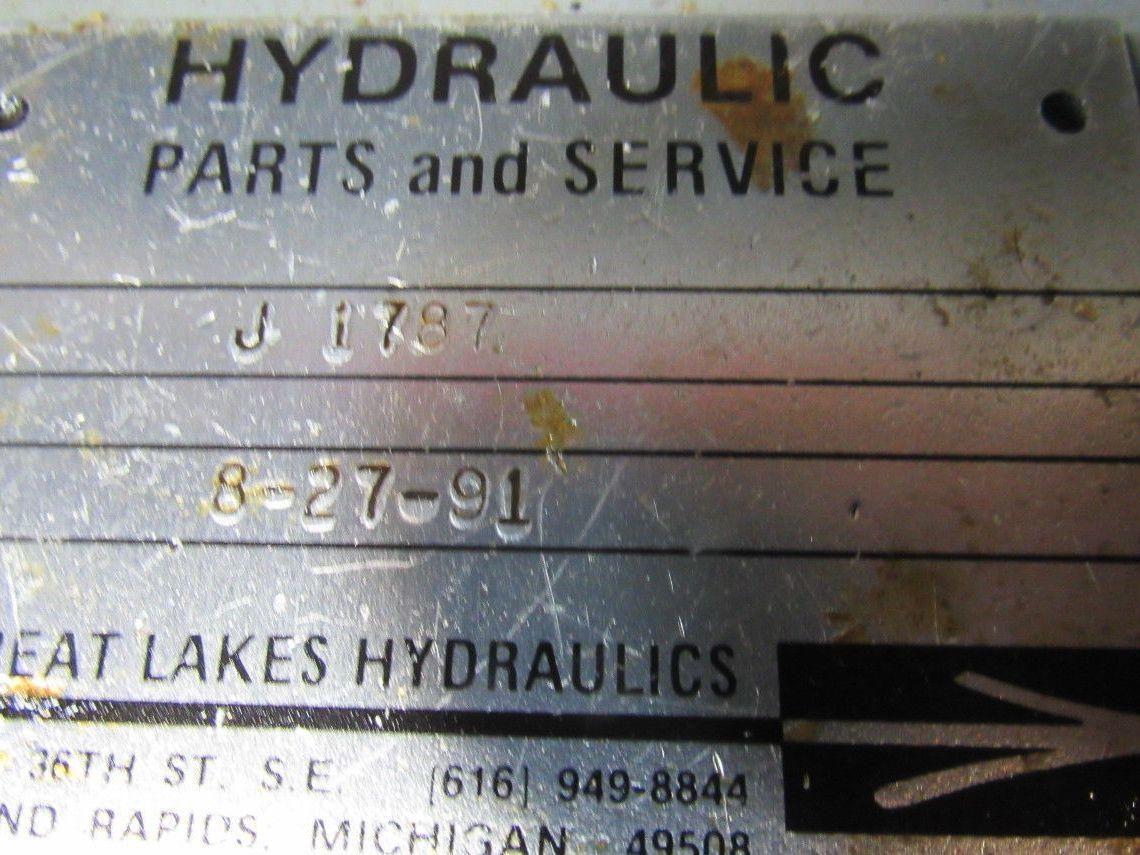 HYDRAULIC
PARTS and SERVICE
J 1787
8-27-91
EAT LAKES HYDRAULICS
36TH ST. S.E. (616) 949-8844
ND RAPIDS, MICHIGAN 49508